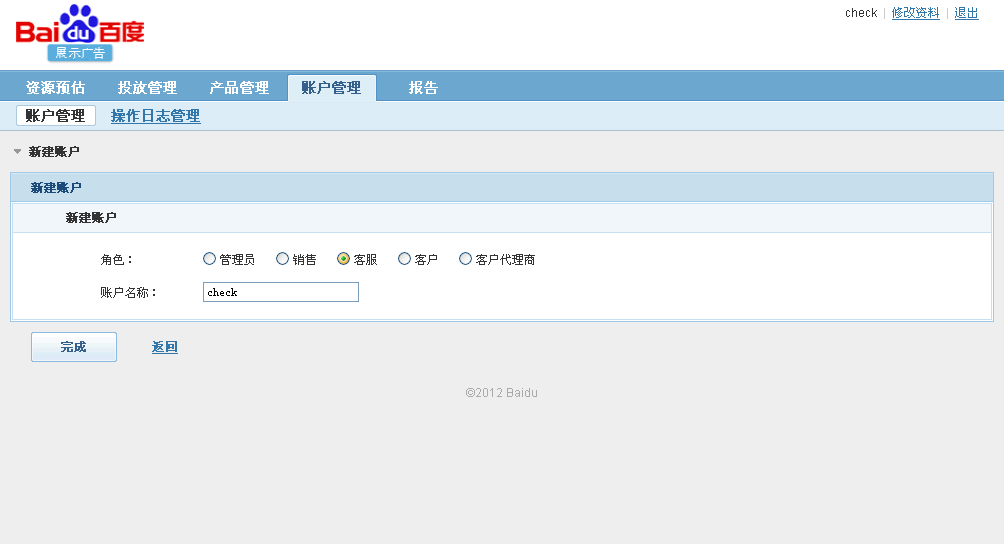 check | 修改资料 | 退出
Bai du 百度
展示广告
资源预估 投放管理 产品管理 账户管理 报告
账户管理 操作日志管理
新建账户
新建账户
新建账户
角色： 管理员 销售 客服 客户 客户代理商
账户名称： check
完成 返回
©2012 Baidu